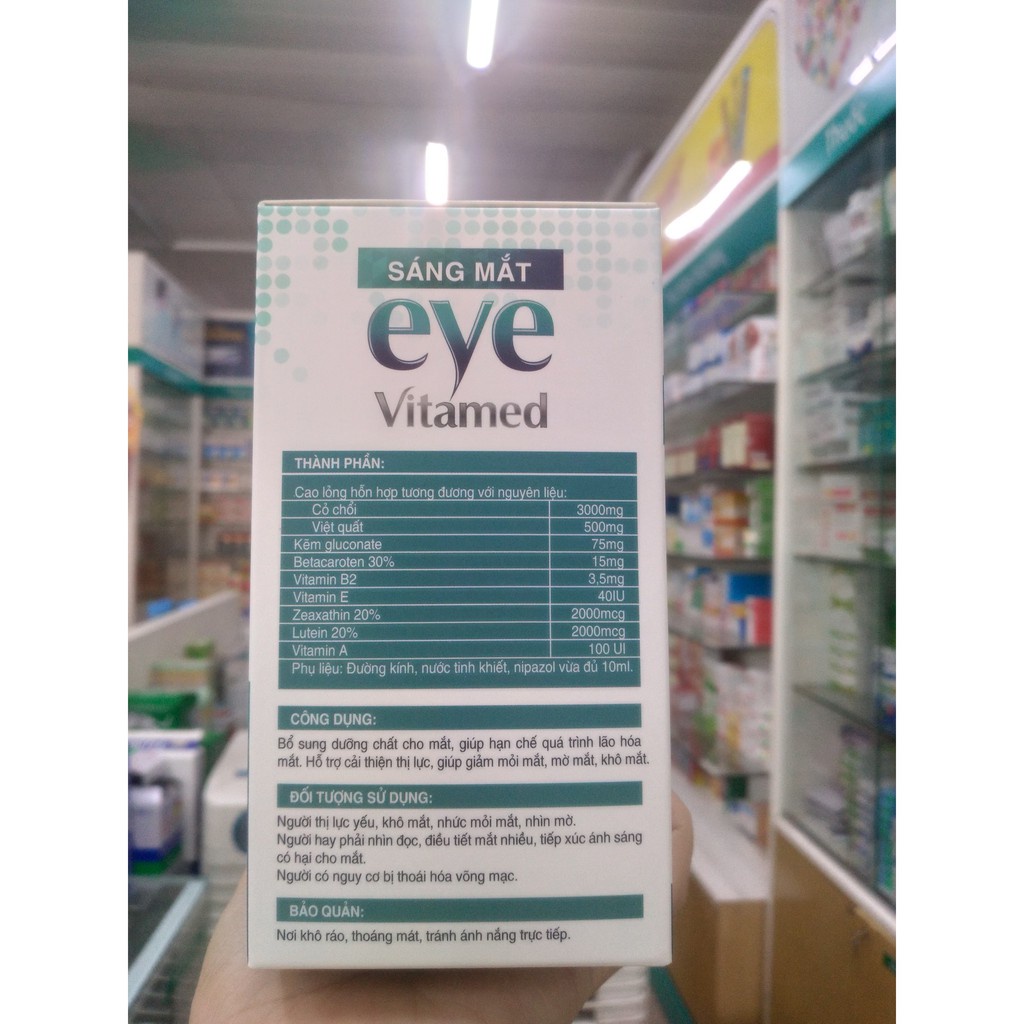 SÁNG MẮT
eye
Vitamed
THÀNH PHẦN:
Cao lỏng hỗn hợp tương đương với nguyên liệu:
Cỏ chổi 3000mg
Việt quất 500mg
Kẽm gluconate 75mg
Betacaroten 30% 15mg
Vitamin B2 3,5mg
Vitamin E 40IU
Zeaxathin 20% 2000mcg
Lutein 20% 2000mcg
Vitamin A 100 UI
Phụ liệu: Đường kính, nước tinh khiết, nipazol vừa đủ 10ml.
CÔNG DỤNG:
Bổ sung dưỡng chất cho mắt, giúp hạn chế quá trình lão hóa
mắt. Hỗ trợ cải thiện thị lực, giúp giảm mỏi mắt, mờ mắt, khô mắt.
ĐỐI TƯỢNG SỬ DỤNG:
Người thị lực yếu, khô mắt, nhức mỏi mắt, nhìn mờ.
Người hay phải nhìn đọc, điều tiết mắt nhiều, tiếp xúc ánh sáng
có hại cho mắt.
Người có nguy cơ bị thoái hóa võng mạc.
BẢO QUẢN:
Nơi khô ráo, thoáng mát, tránh ánh nắng trực tiếp.